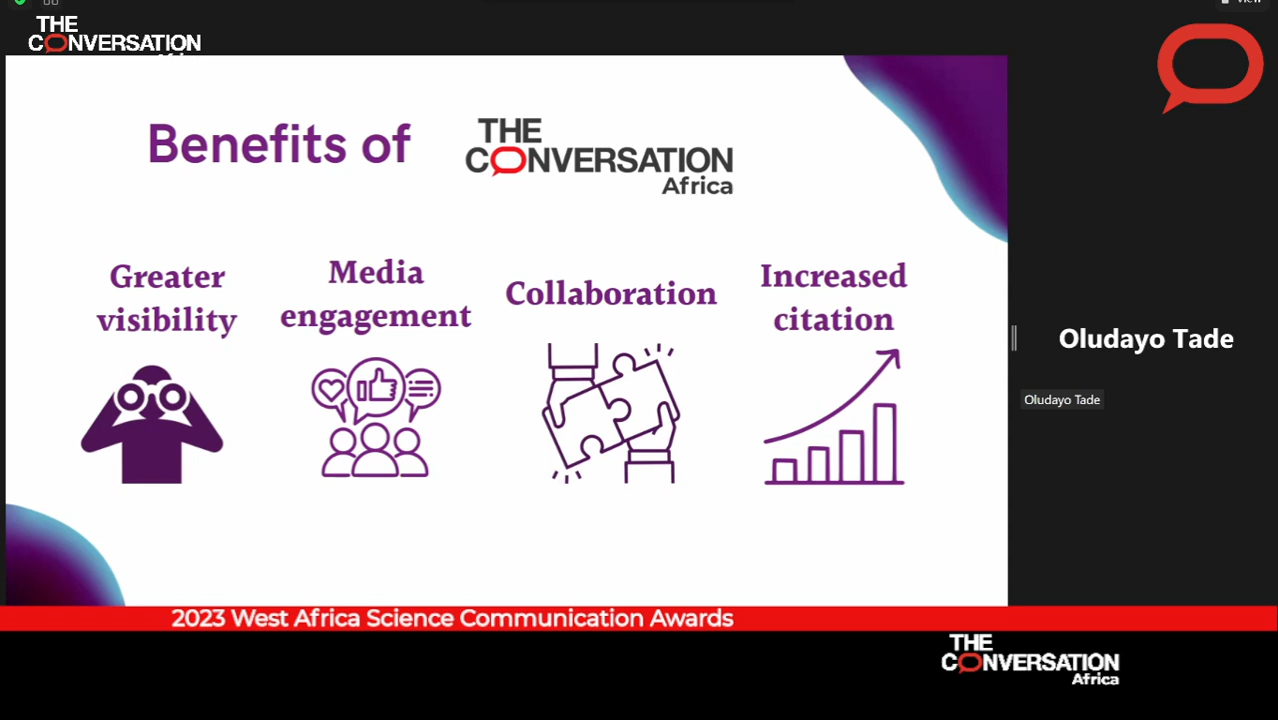 View
THE
CONVERSATION
Benefits of
THE
CONVERSATION
Africa
Greater
visibility
Media
engagement
Collaboration
Increased
citation
Oludayo Tade
Oludayo Tade
2023 West Africa Science Communication Awards
THE
CONVERSATION
Africa